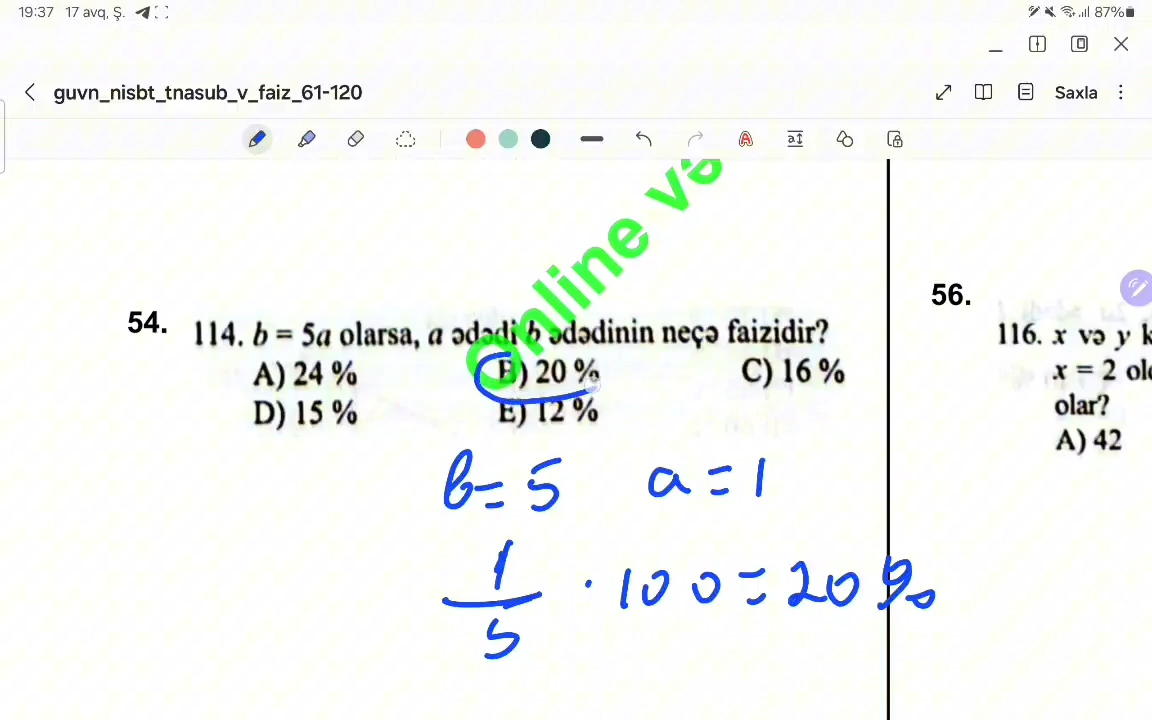 19:37 17 avq, Ş. 87%
guvn_nisbt_tnasub_v_faiz_61-120
Saxla
Online və
54.
114. b = 5a olarsa, a ədədi b ədədinin neçə faizidir?
A) 24 % B) 20 % C) 16 %
D) 15 % E) 12 %
b = 5 a = 1
1/5 · 100 = 20 %
56.
116. x və y k
x = 2 olo
olar?
A) 42